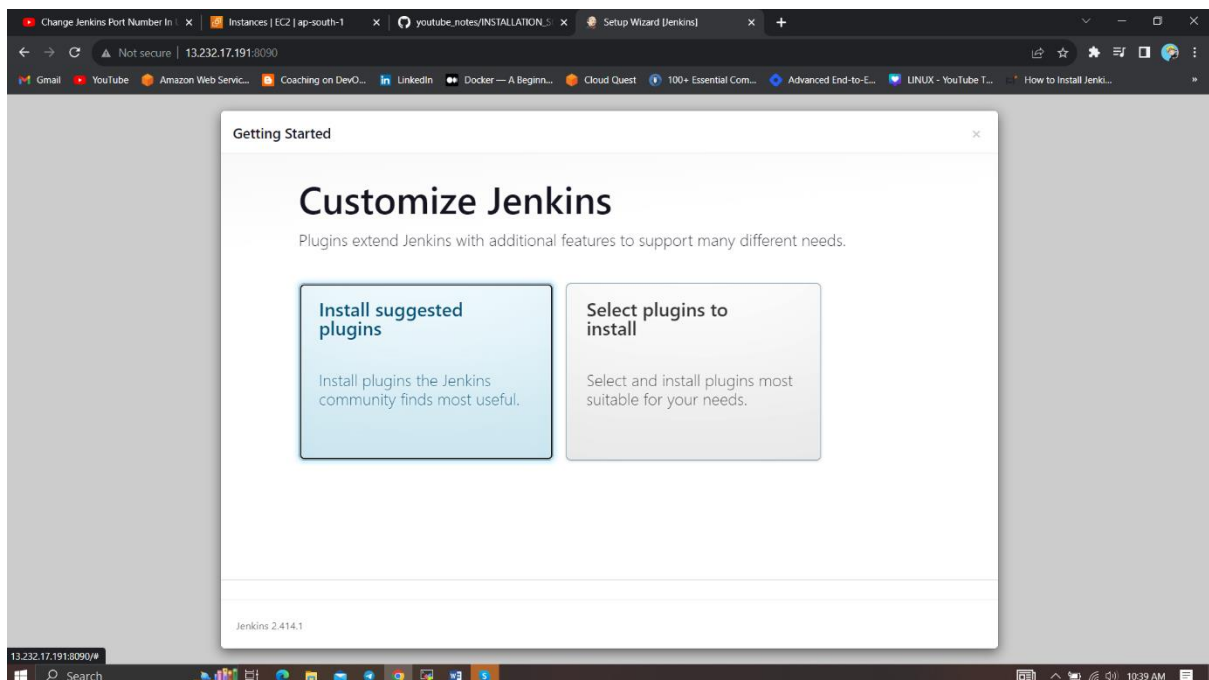 Change Jenkins Port Number In
Instances | EC2 | ap-south-1
youtube_notes/INSTALLATION_S
Setup Wizard [Jenkins]
Not secure | 13.232.17.191:8090
Gmail
YouTube
Amazon Web Servic...
Coaching on DevO...
LinkedIn
Docker — A Beginn...
Cloud Quest
100+ Essential Com...
Advanced End-to-E...
LINUX - YouTube T...
How to Install Jenki...
»
Getting Started
Customize Jenkins
Plugins extend Jenkins with additional features to support many different needs.
Install suggested
plugins
Install plugins the Jenkins
community finds most useful.
Select plugins to
install
Select and install plugins most
suitable for your needs.
Jenkins 2.414.1
13.232.17.191:8090/#
Search
10:39 AM